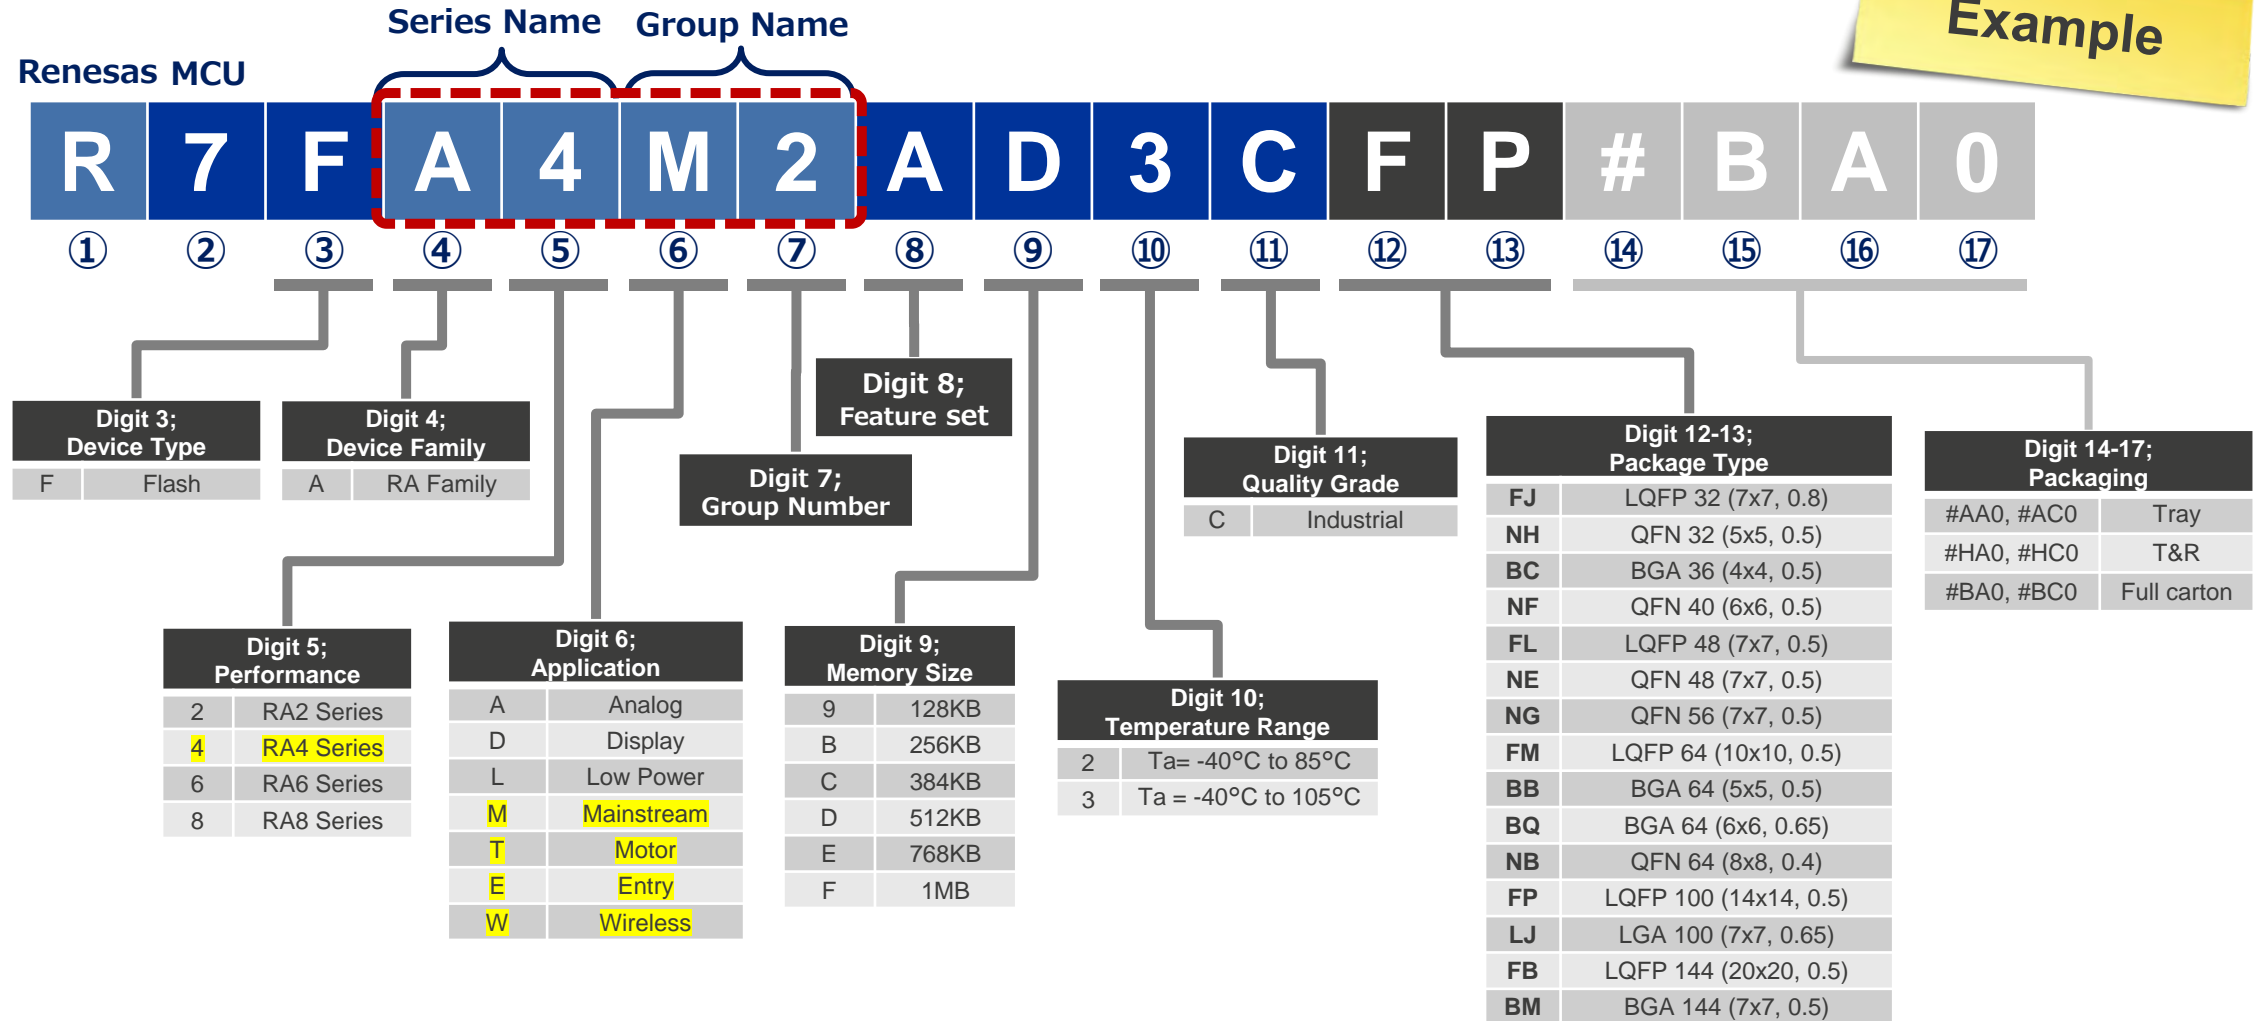 Example
Series Name
Group Name
Renesas MCU
R 7 F A 4 M 2 A D 3 C F P # B A 0
① ② ③ ④ ⑤ ⑥ ⑦ ⑧ ⑨ ⑩ ⑪ ⑫ ⑬ ⑭ ⑮ ⑯ ⑰
Digit 3;
Device Type
F Flash
Digit 4;
Device Family
A RA Family
Digit 5;
Performance
2 RA2 Series
4 RA4 Series
6 RA6 Series
8 RA8 Series
Digit 6;
Application
A Analog
D Display
L Low Power
M Mainstream
T Motor
E Entry
W Wireless
Digit 7;
Group Number
Digit 8;
Feature set
Digit 9;
Memory Size
9 128KB
B 256KB
C 384KB
D 512KB
E 768KB
F 1MB
Digit 10;
Temperature Range
2 Ta= -40°C to 85°C
3 Ta = -40°C to 105°C
Digit 11;
Quality Grade
C Industrial
Digit 12-13;
Package Type
FJ LQFP 32 (7x7, 0.8)
NH QFN 32 (5x5, 0.5)
BC BGA 36 (4x4, 0.5)
NF QFN 40 (6x6, 0.5)
FL LQFP 48 (7x7, 0.5)
NE QFN 48 (7x7, 0.5)
NG QFN 56 (7x7, 0.5)
FM LQFP 64 (10x10, 0.5)
BB BGA 64 (5x5, 0.5)
BQ BGA 64 (6x6, 0.65)
NB QFN 64 (8x8, 0.4)
FP LQFP 100 (14x14, 0.5)
LJ LGA 100 (7x7, 0.65)
FB LQFP 144 (20x20, 0.5)
BM BGA 144 (7x7, 0.5)
Digit 14-17;
Packaging
#AA0, #AC0 Tray
#HA0, #HC0 T&R
#BA0, #BC0 Full carton